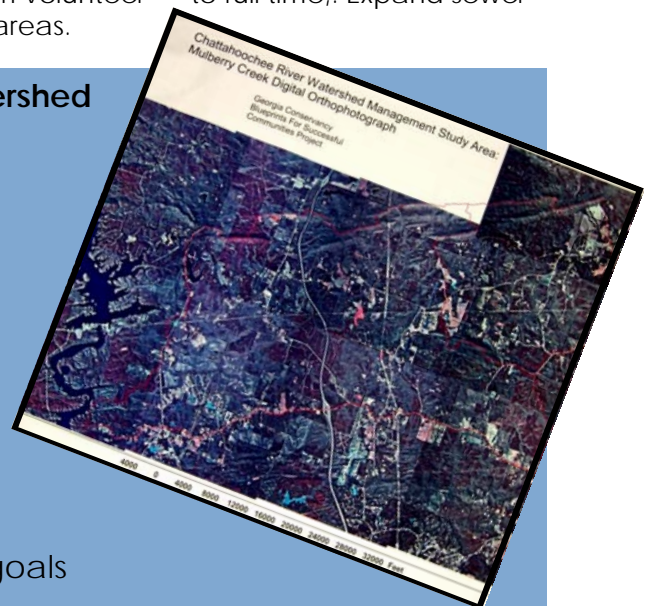 volunteer to full time). Expand sewer
areas.
ershed
Chattahoochee River Watershed Management Study Area:
Mulberry Creek Digital Orthophotograph
Georgia Conservancy
Blueprints For Successful
Communities Project
4000 0 4000 8000 12000 16000 20000 24000 28000 32000 Feet
goals